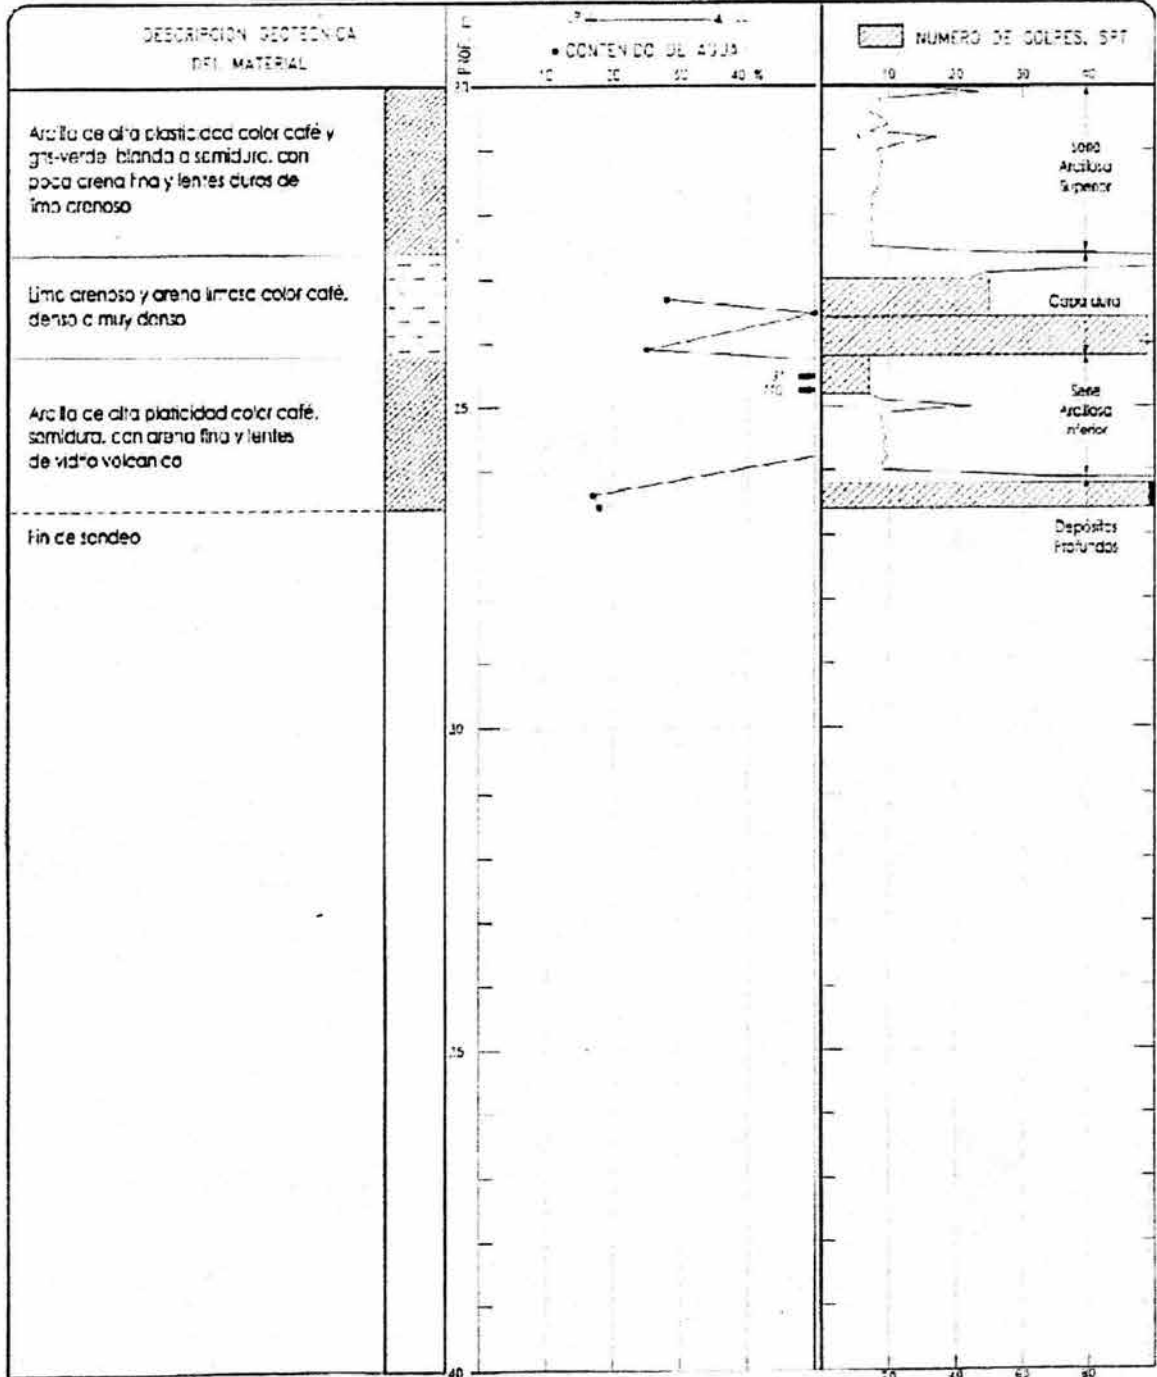 DESCRIPCION GEOTECNICA
DEL MATERIAL
PROF.
• CONTENIDO DE AGUA
10 20 30 40 %
NUMERO DE GOLPES, SPT
10 20 30 40
20
Arcilla de alta plasticidad color café y
gris-verde, blanda a semidura, con
poca arena fina y lentes duros de
limo arenoso
Serie
Arcillosa
Superior
Limo arenoso y arena limosa color café,
denso a muy denso
Capa dura
Arcilla de alta platicidad color café,
semidura, con arena fina y lentes
de vidrio volcanico
25
Serie
Arcillosa
Inferior
Fin de sondeo
Depósitos
Profundos
30
35
40